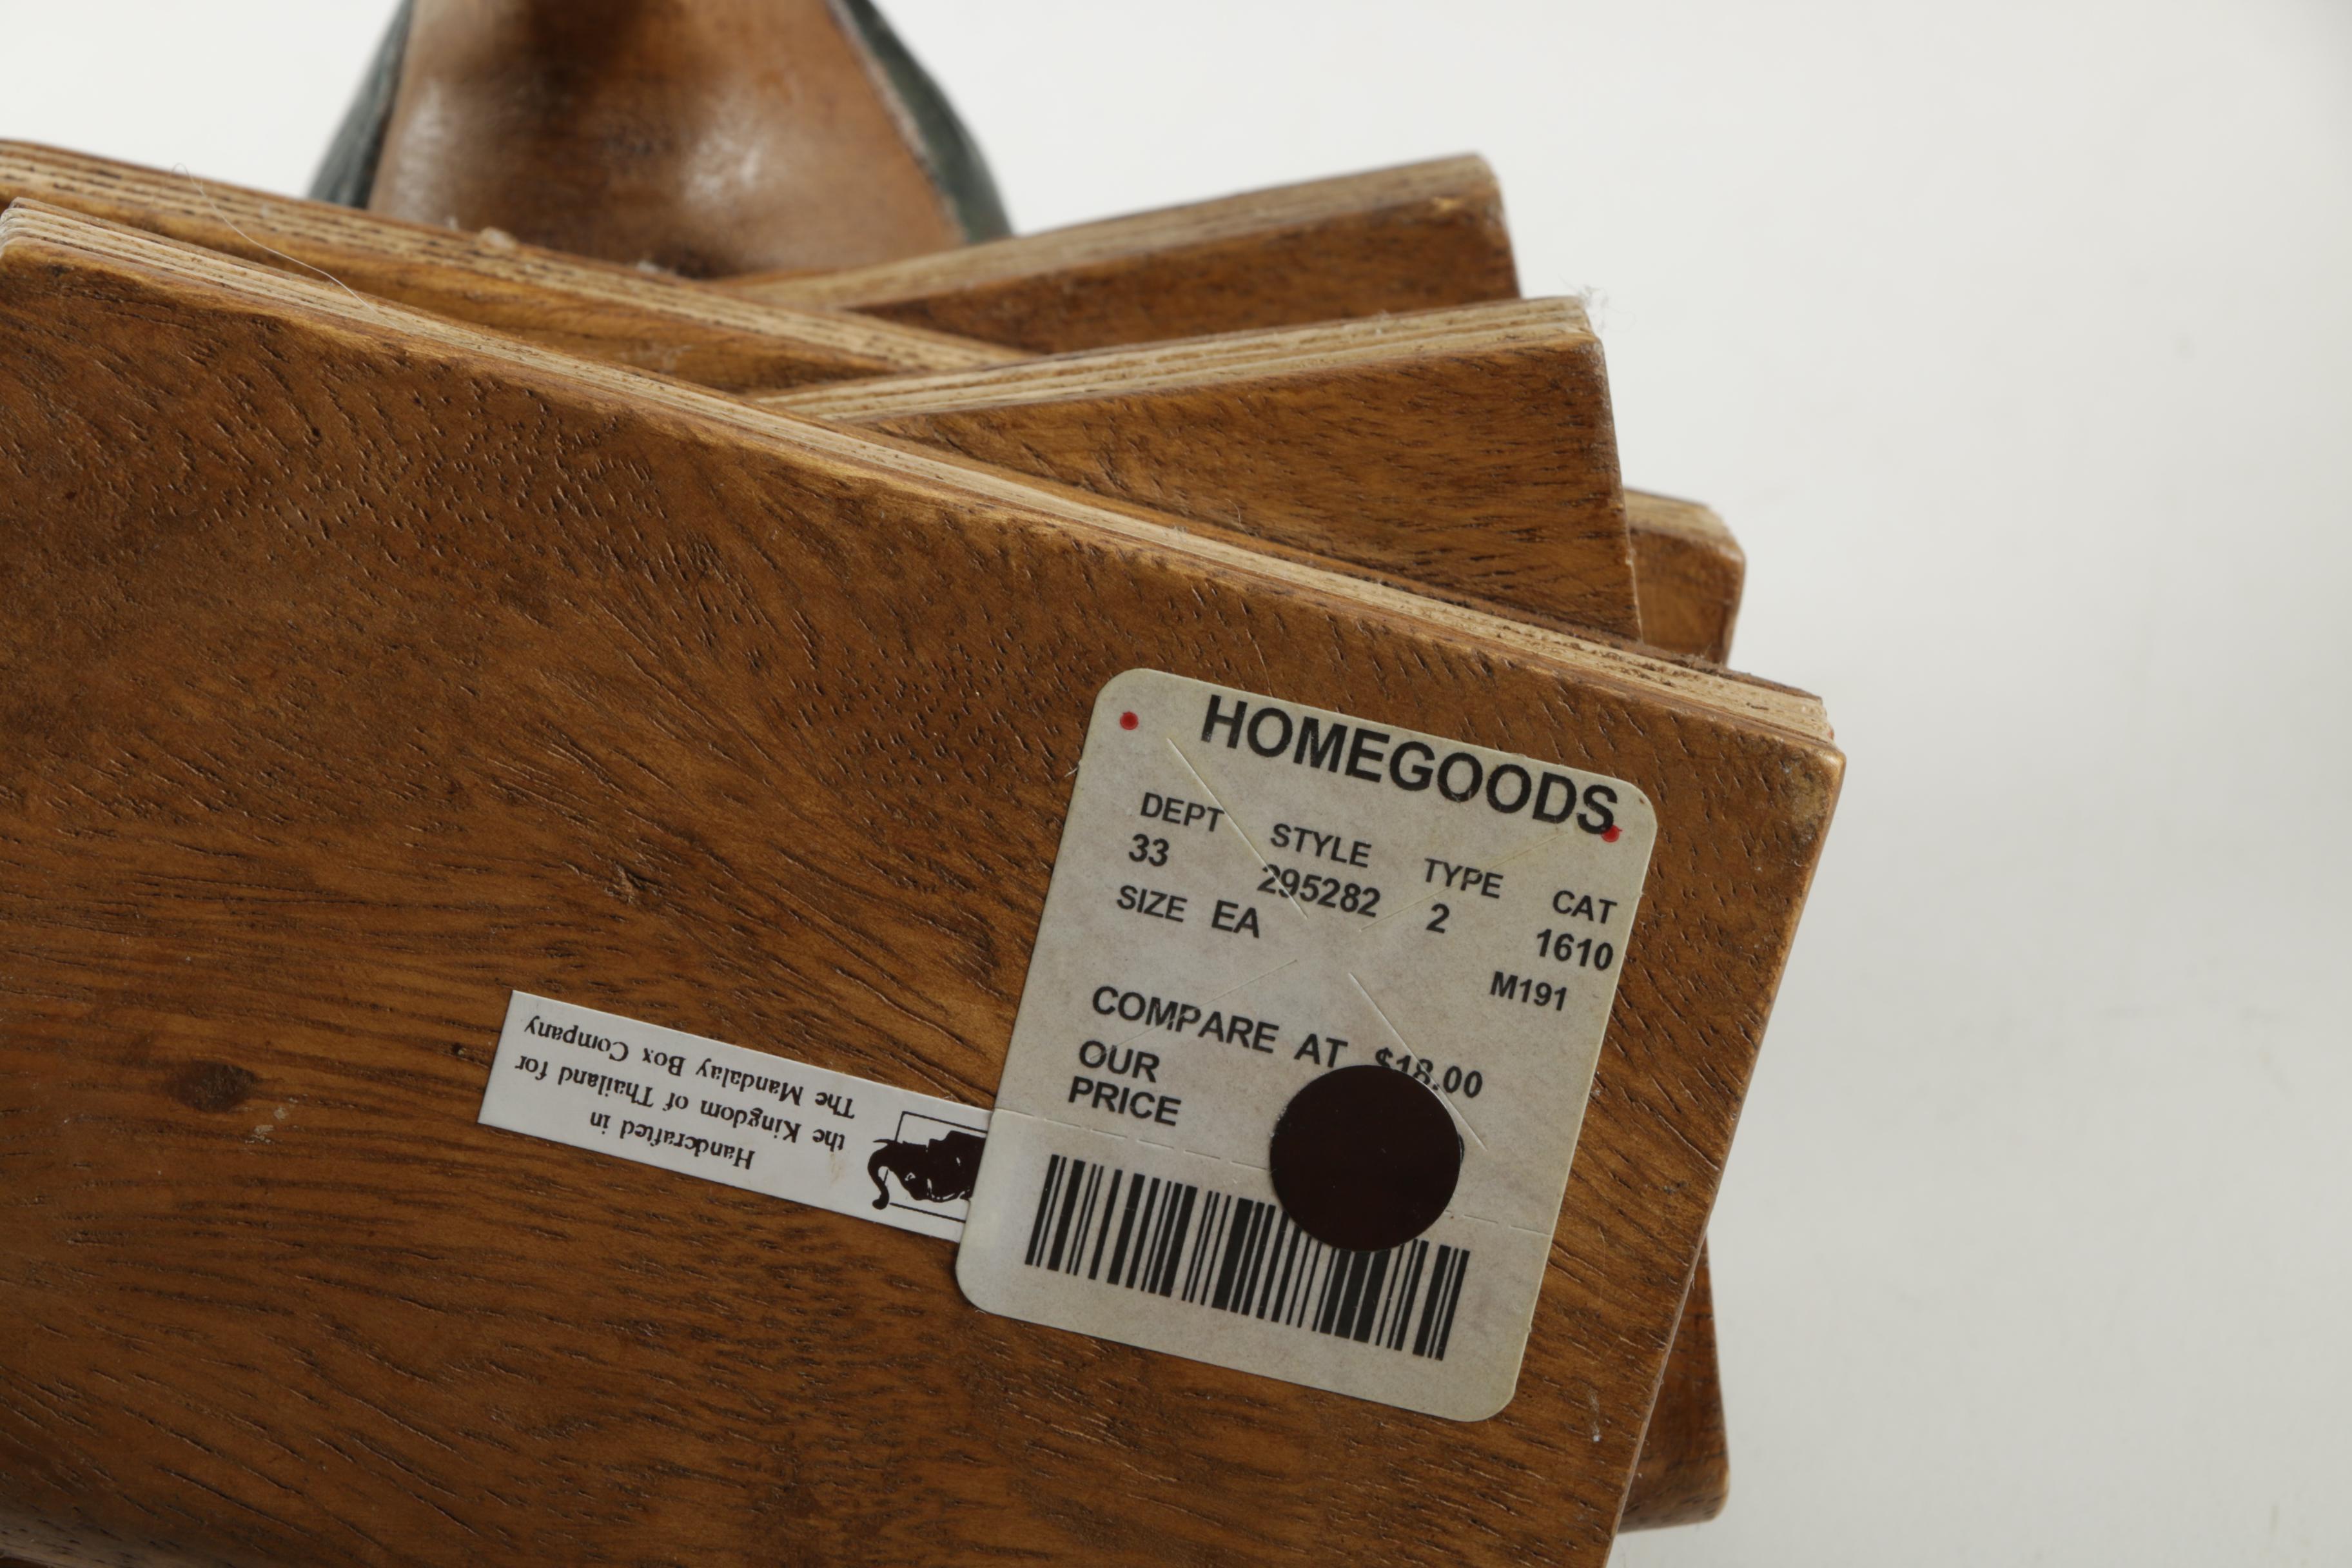 HOMEGOODS
DEPT STYLE TYPE CAT
33 295282 2 1610
SIZE EA M191
COMPARE AT $18.00
OUR
PRICE
Handcrafted in
the Kingdom of Thailand for
The Mandalay Box Company